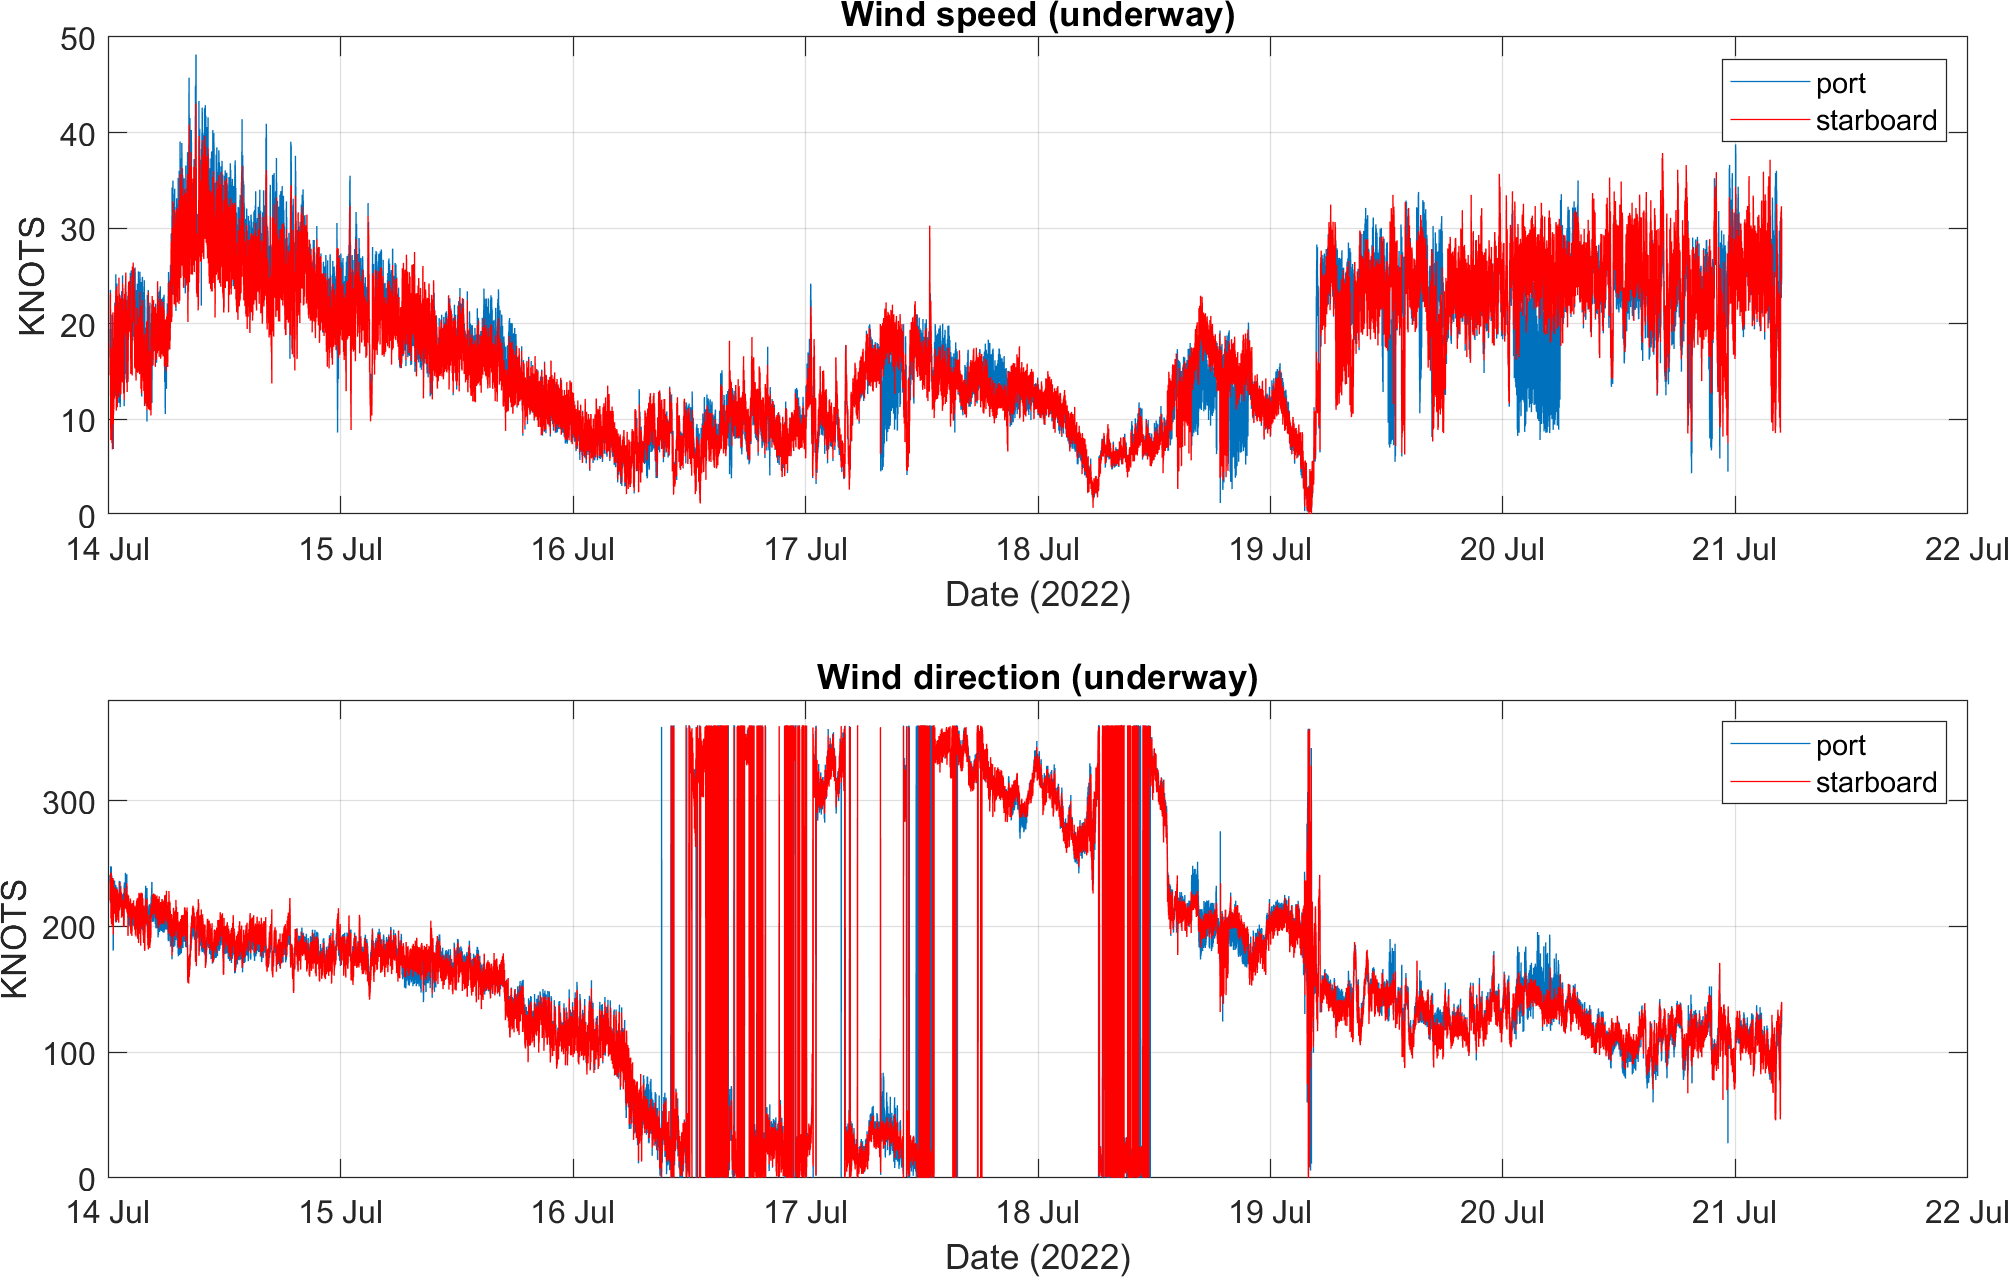 Wind speed (underway)
50
40
30
20
10
0
KNOTS
port
starboard
14 Jul 15 Jul 16 Jul 17 Jul 18 Jul 19 Jul 20 Jul 21 Jul 22 Jul
Date (2022)
Wind direction (underway)
300
200
100
0
KNOTS
port
starboard
14 Jul 15 Jul 16 Jul 17 Jul 18 Jul 19 Jul 20 Jul 21 Jul 22 Jul
Date (2022)